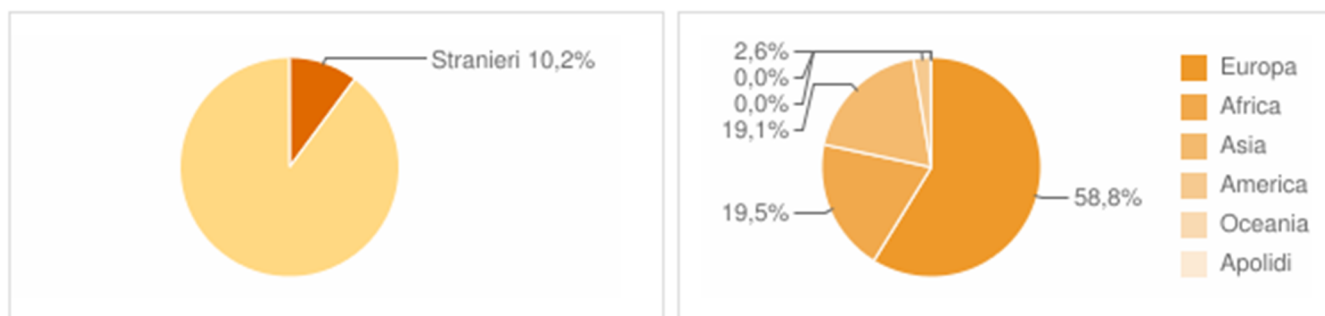 Stranieri 10,2%
2,6%
0,0%
0,0%
19,1%
19,5%
58,8%
Europa
Africa
Asia
America
Oceania
Apolidi